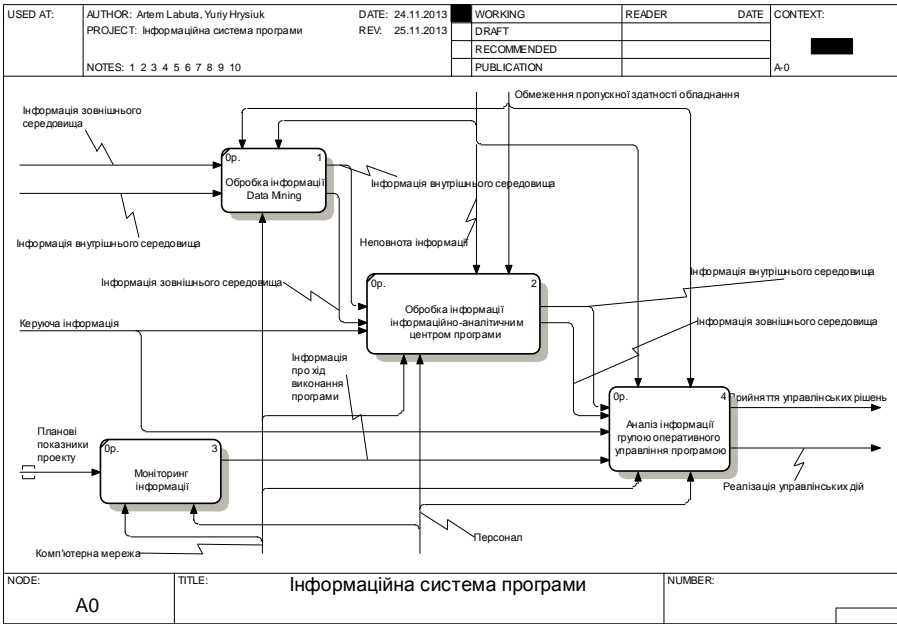 USED AT:
AUTHOR: Artem Labuta, Yuriy Hrysiuk
DATE: 24.11.2013
WORKING
READER
DATE
CONTEXT:
PROJECT: Інформаційна система програми
REV: 25.11.2013
DRAFT
RECOMMENDED
NOTES: 1 2 3 4 5 6 7 8 9 10
PUBLICATION
A-0
Обмеження пропускної здатності обладнання
Інформація зовнішнього
середовища
0р. 1
Обробка інформації
Data Mining
Інформація внутрішнього середовища
Інформація внутрішнього середовища
Неповнота інформації
Інформація зовнішнього середовища
0р. 2
Обробка інформації
інформаційно-аналітичним
центром програми
Інформація внутрішнього середовища
Керуюча інформація
Інформація зовнішнього середовища
Інформація
про хід
виконання
програми
0р. 4
Аналіз інформації
групою оперативного
управління програмою
Прийняття управлінських рішень
Планові
показники
проекту
0р. 3
Моніторинг
інформації
Реалізація управлінських дій
Персонал
Комп'ютерна мережа
NODE:
TITLE:
Інформаційна система програми
NUMBER:
A0